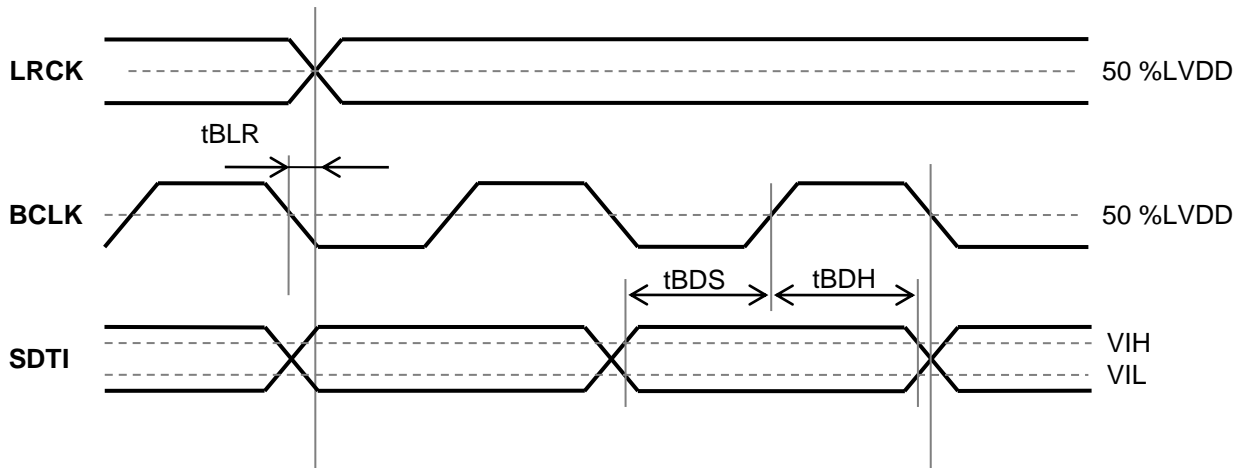 LRCK
50 %LVDD
tBLR
BCLK
50 %LVDD
tBDS
tBDH
SDTI
VIH
VIL